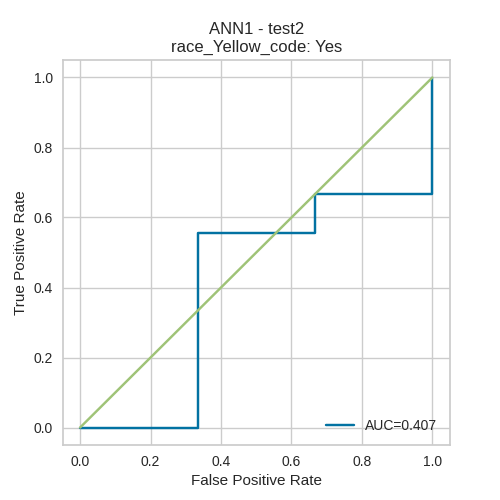 ANN1 - test2
race_Yellow_code: Yes
1.0
0.8
0.6
0.4
0.2
0.0
True Positive Rate
AUC=0.407
0.0 0.2 0.4 0.6 0.8 1.0
False Positive Rate